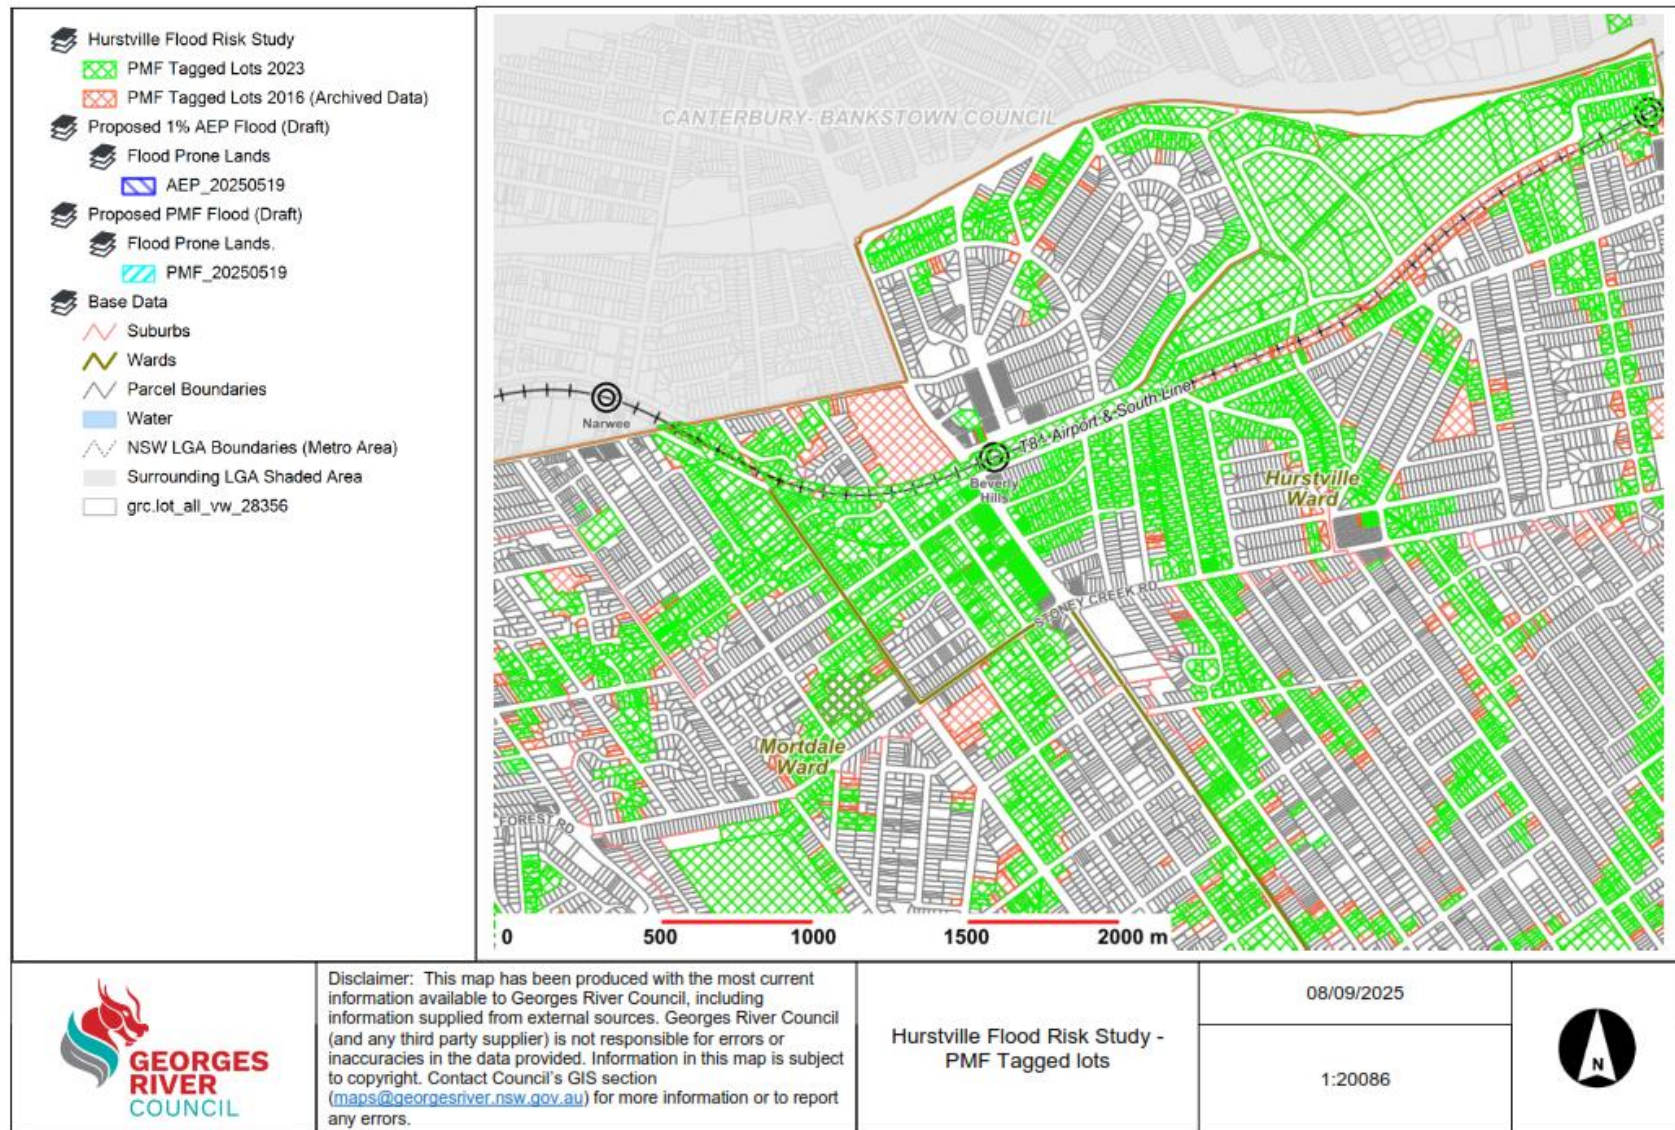 Hurstville Flood Risk Study
PMF Tagged Lots 2023
PMF Tagged Lots 2016 (Archived Data)
Proposed 1% AEP Flood (Draft)
Flood Prone Lands
AEP_20250519
Proposed PMF Flood (Draft)
Flood Prone Lands.
PMF_20250519
Base Data
Suburbs
Wards
Parcel Boundaries
Water
NSW LGA Boundaries (Metro Area)
Surrounding LGA Shaded Area
grc.lot_all_vw_28356
CANTERBURY- BANKSTOWN COUNCIL
Narwee
T8: Airport & South Line
Beverly
Hills
Hurstville
Ward
STONEY CREEK RD
Mortdale
Ward
FOREST RD
0 500 1000 1500 2000 m
GEORGES
RIVER
COUNCIL
Disclaimer: This map has been produced with the most current
information available to Georges River Council, including
information supplied from external sources. Georges River Council
(and any third party supplier) is not responsible for errors or
inaccuracies in the data provided. Information in this map is subject
to copyright. Contact Council's GIS section
(maps@georgesriver.nsw.gov.au) for more information or to report
any errors.
Hurstville Flood Risk Study -
PMF Tagged lots
08/09/2025
1:20086
N